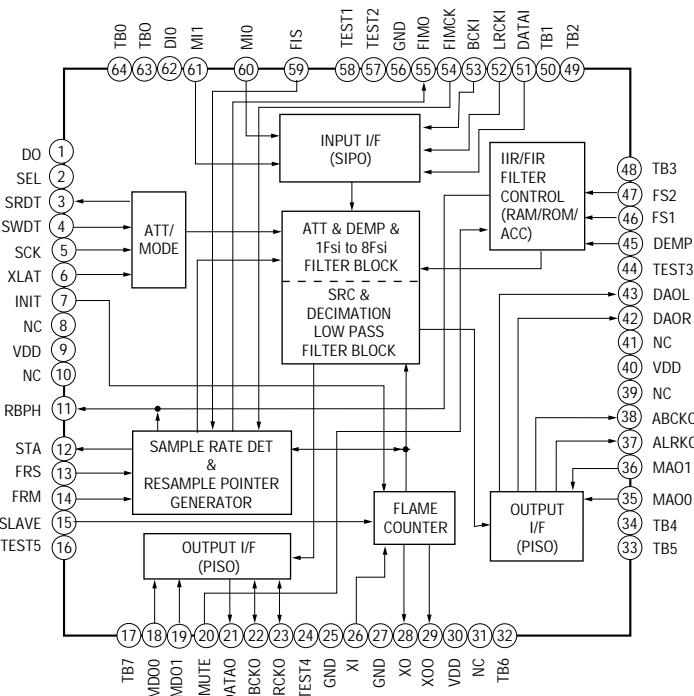 TB0
TBO
DI0
MI1
MI0
FIS
TEST1
TEST2
GND
FIMO
FIMCK
BCKI
LRCKI
DATAI
TB1
TB2
64
63
62
61
60
59
58
57
56
55
54
53
52
51
50
49
DO 1
SEL 2
SRDT 3
SWDT 4
SCK 5
XLAT 6
INIT 7
NC 8
VDD 9
NC 10
RBPH 11
STA 12
FRS 13
FRM 14
SLAVE 15
TEST5 16
INPUT I/F
(SIPO)
IIR/FIR
FILTER
CONTROL
(RAM/ROM/
ACC)
ATT/
MODE
ATT & DEMP &
1Fsi to 8Fsi
FILTER BLOCK
SRC &
DECIMATION
LOW PASS
FILTER BLOCK
SAMPLE RATE DET
&
RESAMPLE POINTER
GENERATOR
FLAME
COUNTER
OUTPUT I/F
(PISO)
OUTPUT
I/F
(PISO)
48 TB3
47 FS2
46 FS1
45 DEMP
44 TEST3
43 DAOL
42 DAOR
41 NC
40 VDD
39 NC
38 ABCKO
37 ALRKO
36 MAO1
35 MAO0
34 TB4
33 TB5
17
18
19
20
21
22
23
24
25
26
27
28
29
30
31
32
TB7
MDO0
MDO1
MUTE
DATAO
BCKO
RCKO
TEST4
GND
XI
GND
XO
XOO
VDD
NC
TB6